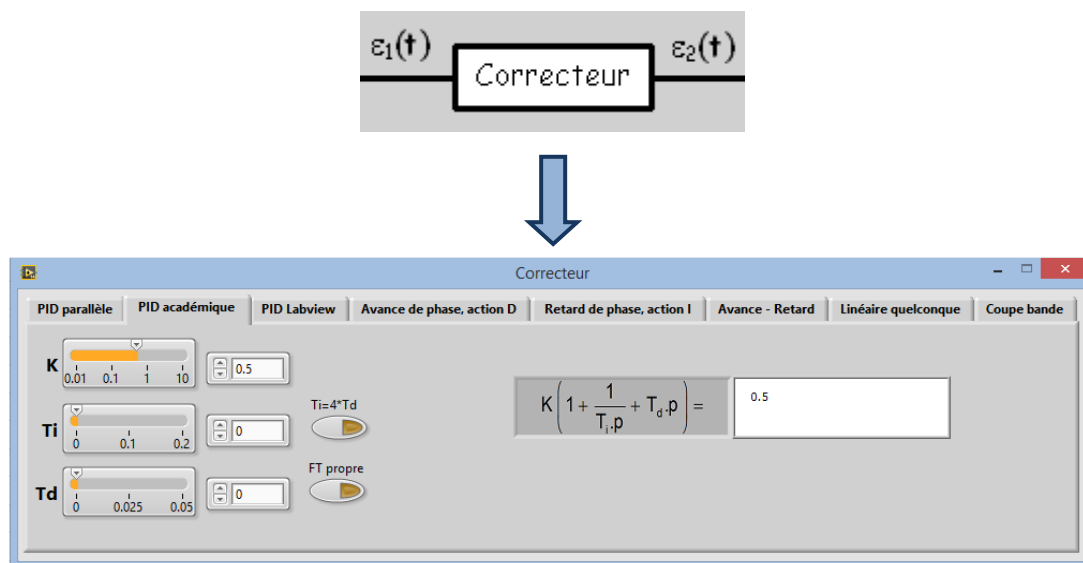 ε₁(t) Correcteur ε₂(t)
Correcteur
PID parallèle PID académique PID Labview Avance de phase, action D Retard de phase, action I Avance - Retard Linéaire quelconque Coupe bande
K 0.01 0.1 1 10 0.5
Ti 0 0.1 0.2 0 Ti=4*Td
Td 0 0.025 0.05 0 FT propre
K(1 + 1/(Tᵢ.p) + T_d.p) = 0.5